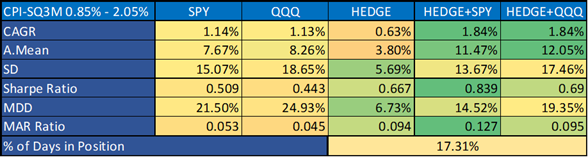 CPI-SQ3M 0.85% - 2.05% SPY QQQ HEDGE HEDGE+SPY HEDGE+QQQ
CAGR 1.14% 1.13% 0.63% 1.84% 1.84%
A.Mean 7.67% 8.26% 3.80% 11.47% 12.05%
SD 15.07% 18.65% 5.69% 13.67% 17.46%
Sharpe Ratio 0.509 0.443 0.667 0.839 0.69
MDD 21.50% 24.93% 6.73% 14.52% 19.35%
MAR Ratio 0.053 0.045 0.094 0.127 0.095
% of Days in Position 17.31%